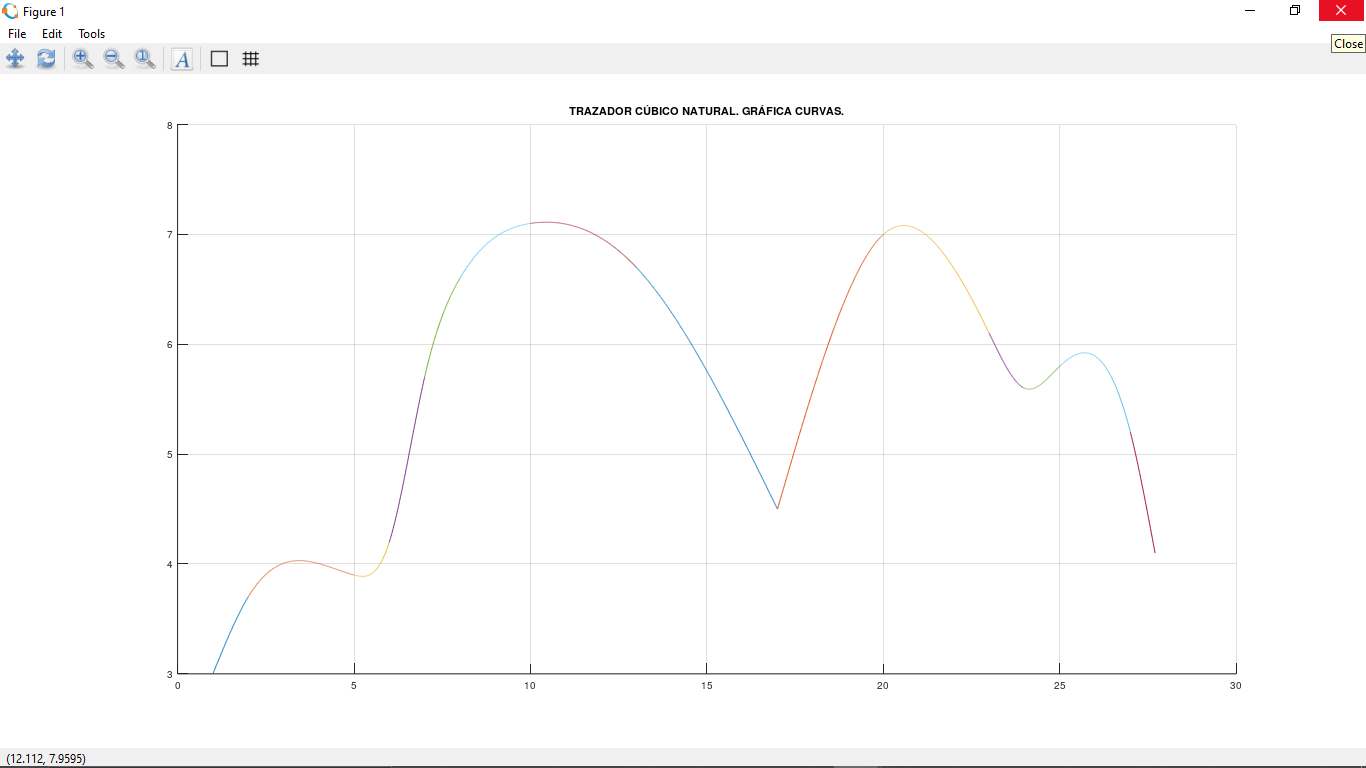 Figure 1
File Edit Tools
Close
1
A
TRAZADOR CÚBICO NATURAL. GRÁFICA CURVAS.
8
7
6
5
4
3
0 5 10 15 20 25 30
(12.112, 7.9595)